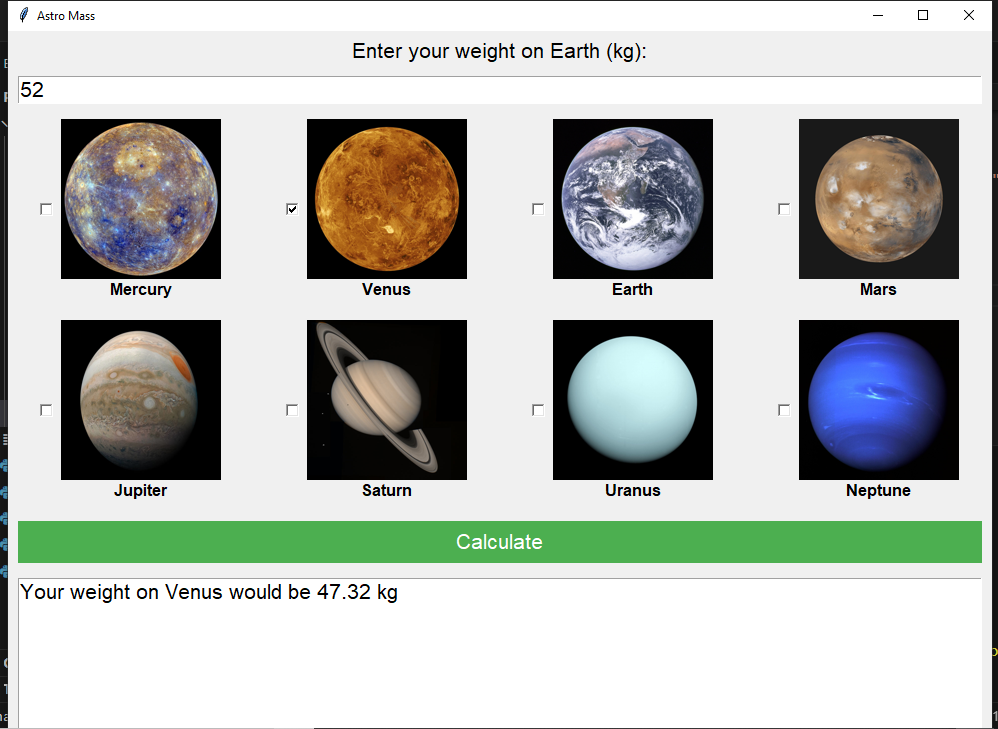 Astro Mass
Enter your weight on Earth (kg):
52
Mercury
Venus
Earth
Mars
Jupiter
Saturn
Uranus
Neptune
Calculate
Your weight on Venus would be 47.32 kg